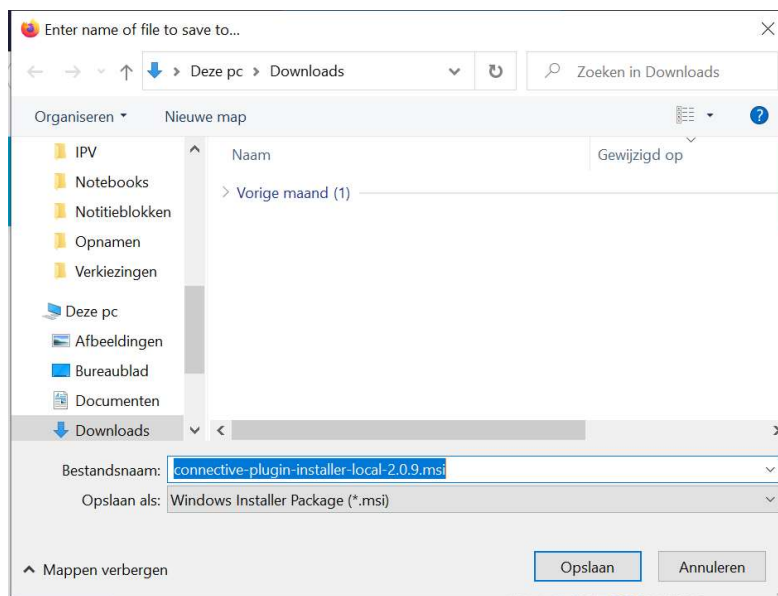 Enter name of file to save to...
Deze pc > Downloads
Zoeken in Downloads
Organiseren
Nieuwe map
IPV
Notebooks
Notitieblokken
Opnamen
Verkiezingen
Deze pc
Afbeeldingen
Bureaublad
Documenten
Downloads
Naam
Gewijzigd op
Vorige maand (1)
Bestandsnaam: connective-plugin-installer-local-2.0.9.msi
Opslaan als: Windows Installer Package (*.msi)
Mappen verbergen
Opslaan
Annuleren